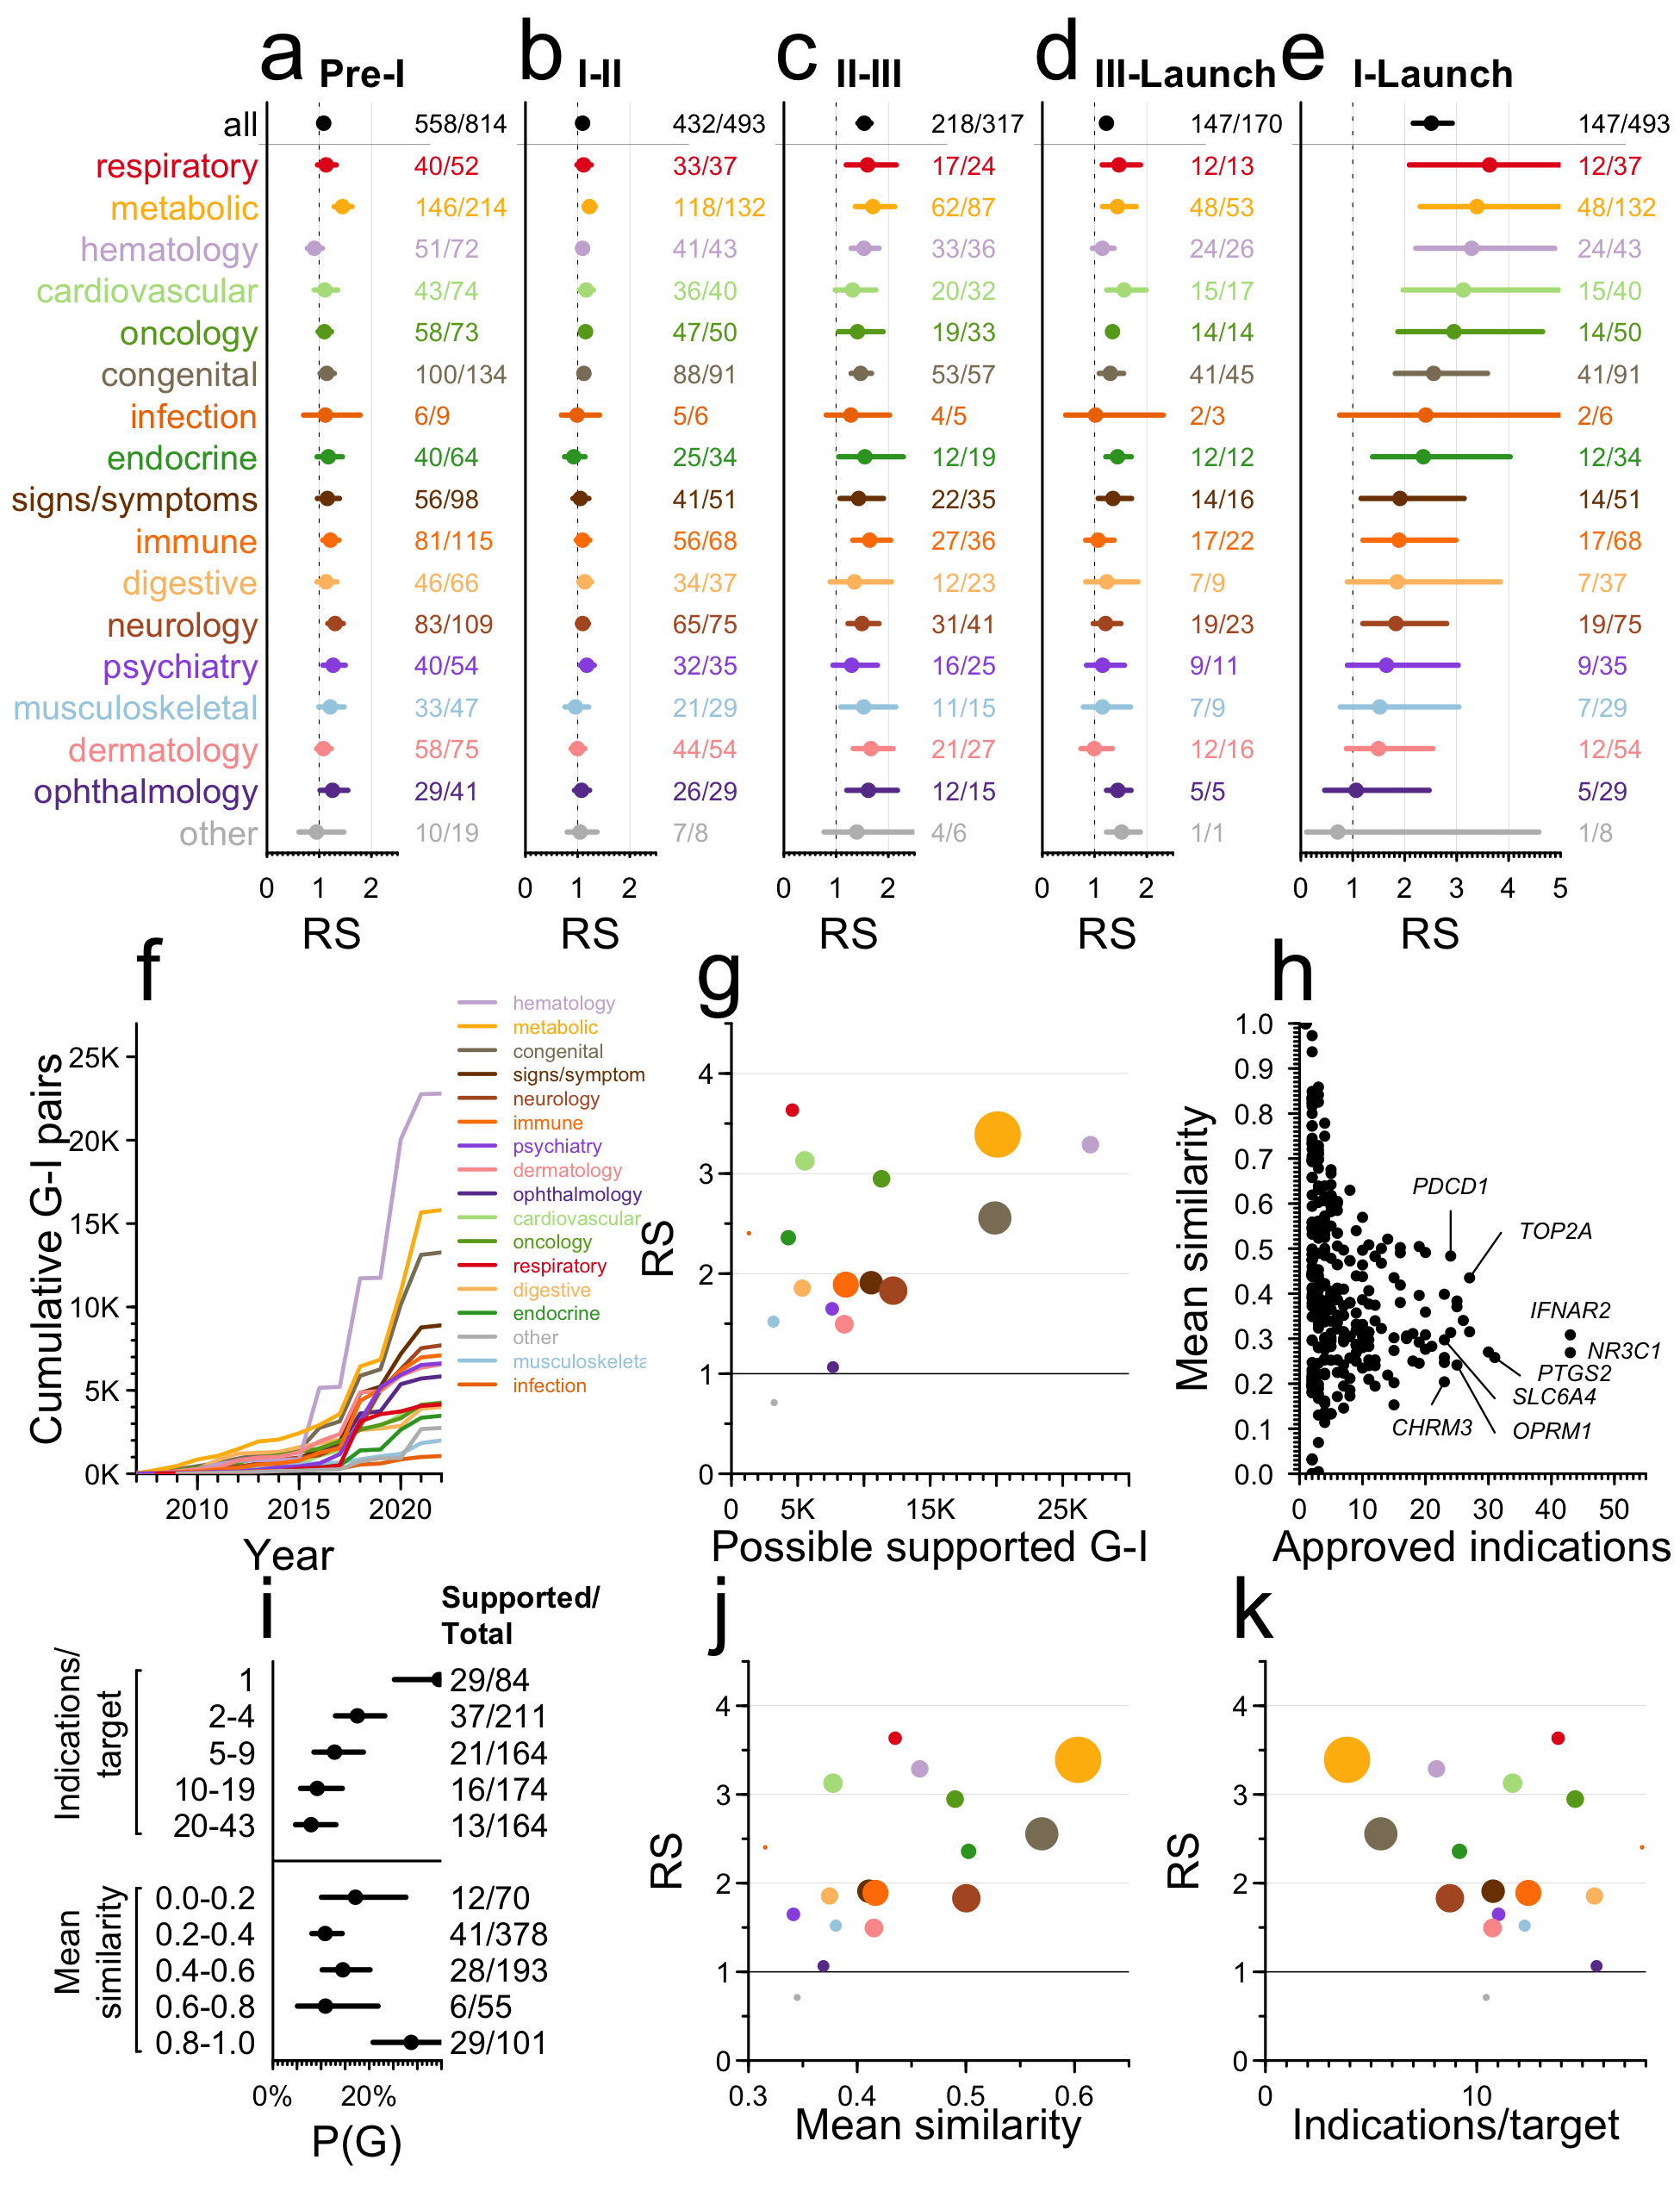 a Pre-I b I-II c II-III d III-Launch e I-Launch
all 558/814 432/493 218/317 147/170 147/493
respiratory 40/52 33/37 17/24 12/13 12/37
metabolic 146/214 118/132 62/87 48/53 48/132
hematology 51/72 41/43 33/36 24/26 24/43
cardiovascular 43/74 36/40 20/32 15/17 15/40
oncology 58/73 47/50 19/33 14/14 14/50
congenital 100/134 88/91 53/57 41/45 41/91
infection 6/9 5/6 4/5 2/3 2/6
endocrine 40/64 25/34 12/19 12/12 12/34
signs/symptoms 56/98 41/51 22/35 14/16 14/51
immune 81/115 56/68 27/36 17/22 17/68
digestive 46/66 34/37 12/23 7/9 7/37
neurology 83/109 65/75 31/41 19/23 19/75
psychiatry 40/54 32/35 16/25 9/11 9/35
musculoskeletal 33/47 21/29 11/15 7/9 7/29
dermatology 58/75 44/54 21/27 12/16 12/54
ophthalmology 29/41 26/29 12/15 5/5 5/29
other 10/19 7/8 4/6 1/1 1/8
0 1 2 0 1 2 0 1 2 0 1 2 0 1 2 3 4 5
RS RS RS RS RS
f
Cumulative G-I pairs
25K
20K
15K
10K
5K
0K
2010 2015 2020
Year
hematology
metabolic
congenital
signs/symptom
neurology
immune
psychiatry
dermatology
ophthalmology
cardiovascular
oncology
respiratory
digestive
endocrine
other
musculoskeleta
infection
g
RS
4
3
2
1
0
0 5K 15K 25K
Possible supported G-I
h
Mean similarity
1.0
0.9
0.8
0.7
0.6
0.5
0.4
0.3
0.2
0.1
0.0
PDCD1
TOP2A
IFNAR2
NR3C1
PTGS2
SLC6A4
CHRM3
OPRM1
0 10 20 30 40 50
Approved indications
i
Supported/
Total
Indications/
target
1 29/84
2-4 37/211
5-9 21/164
10-19 16/174
20-43 13/164
Mean
similarity
0.0-0.2 12/70
0.2-0.4 41/378
0.4-0.6 28/193
0.6-0.8 6/55
0.8-1.0 29/101
0% 20%
P(G)
j
RS
4
3
2
1
0
0.3 0.4 0.5 0.6
Mean similarity
k
RS
4
3
2
1
0
0 10
Indications/target